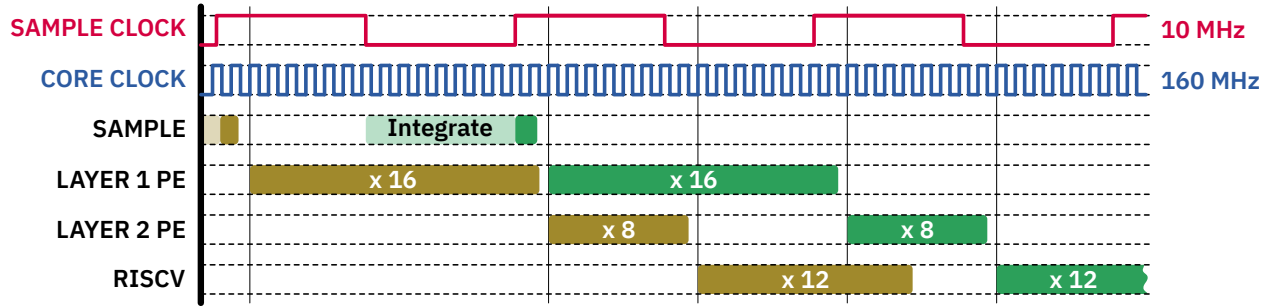 SAMPLE CLOCK 10 MHz
CORE CLOCK 160 MHz
SAMPLE Integrate
LAYER 1 PE x 16 x 16
LAYER 2 PE x 8 x 8
RISCV x 12 x 12